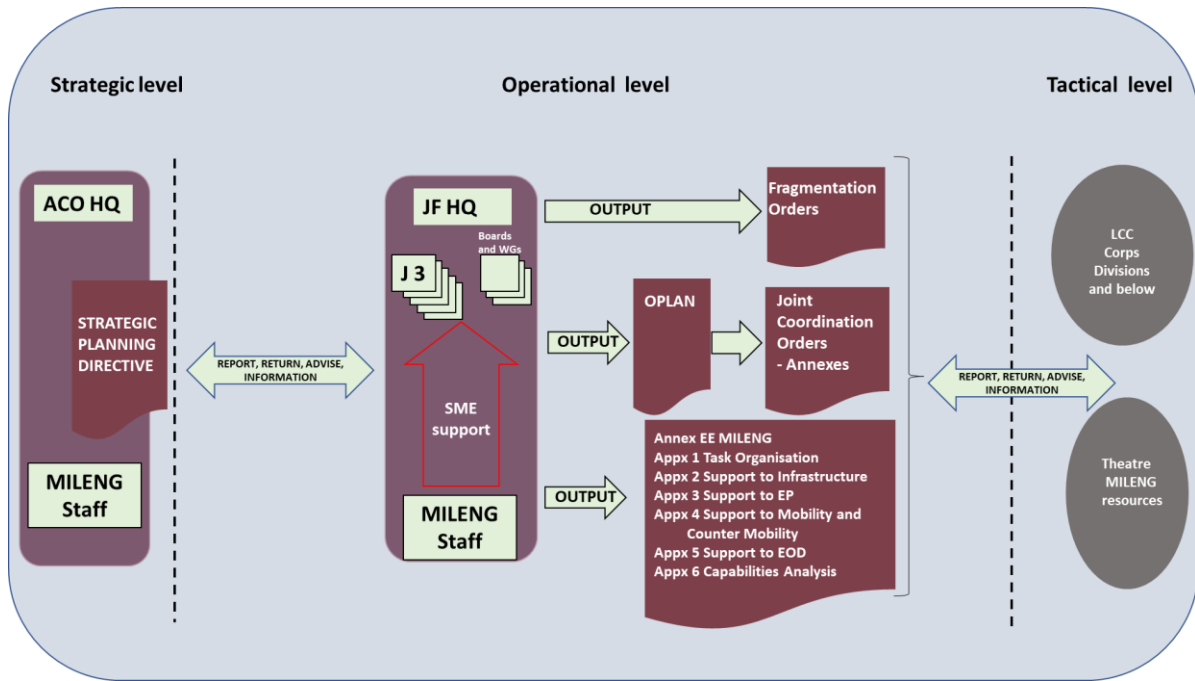 Strategic level
Operational level
Tactical level
ACO HQ
STRATEGIC
PLANNING
DIRECTIVE
MILENG
Staff
REPORT, RETURN, ADVISE,
INFORMATION
JF HQ
Boards
and WGs
J 3
SME
support
MILENG
Staff
OUTPUT
Fragmentation
Orders
OUTPUT
OPLAN
Joint
Coordination
Orders
- Annexes
OUTPUT
Annex EE MILENG
Appx 1 Task Organisation
Appx 2 Support to Infrastructure
Appx 3 Support to EP
Appx 4 Support to Mobility and
Counter Mobility
Appx 5 Support to EOD
Appx 6 Capabilities Analysis
REPORT, RETURN, ADVISE,
INFORMATION
LCC
Corps
Divisions
and below
Theatre
MILENG
resources